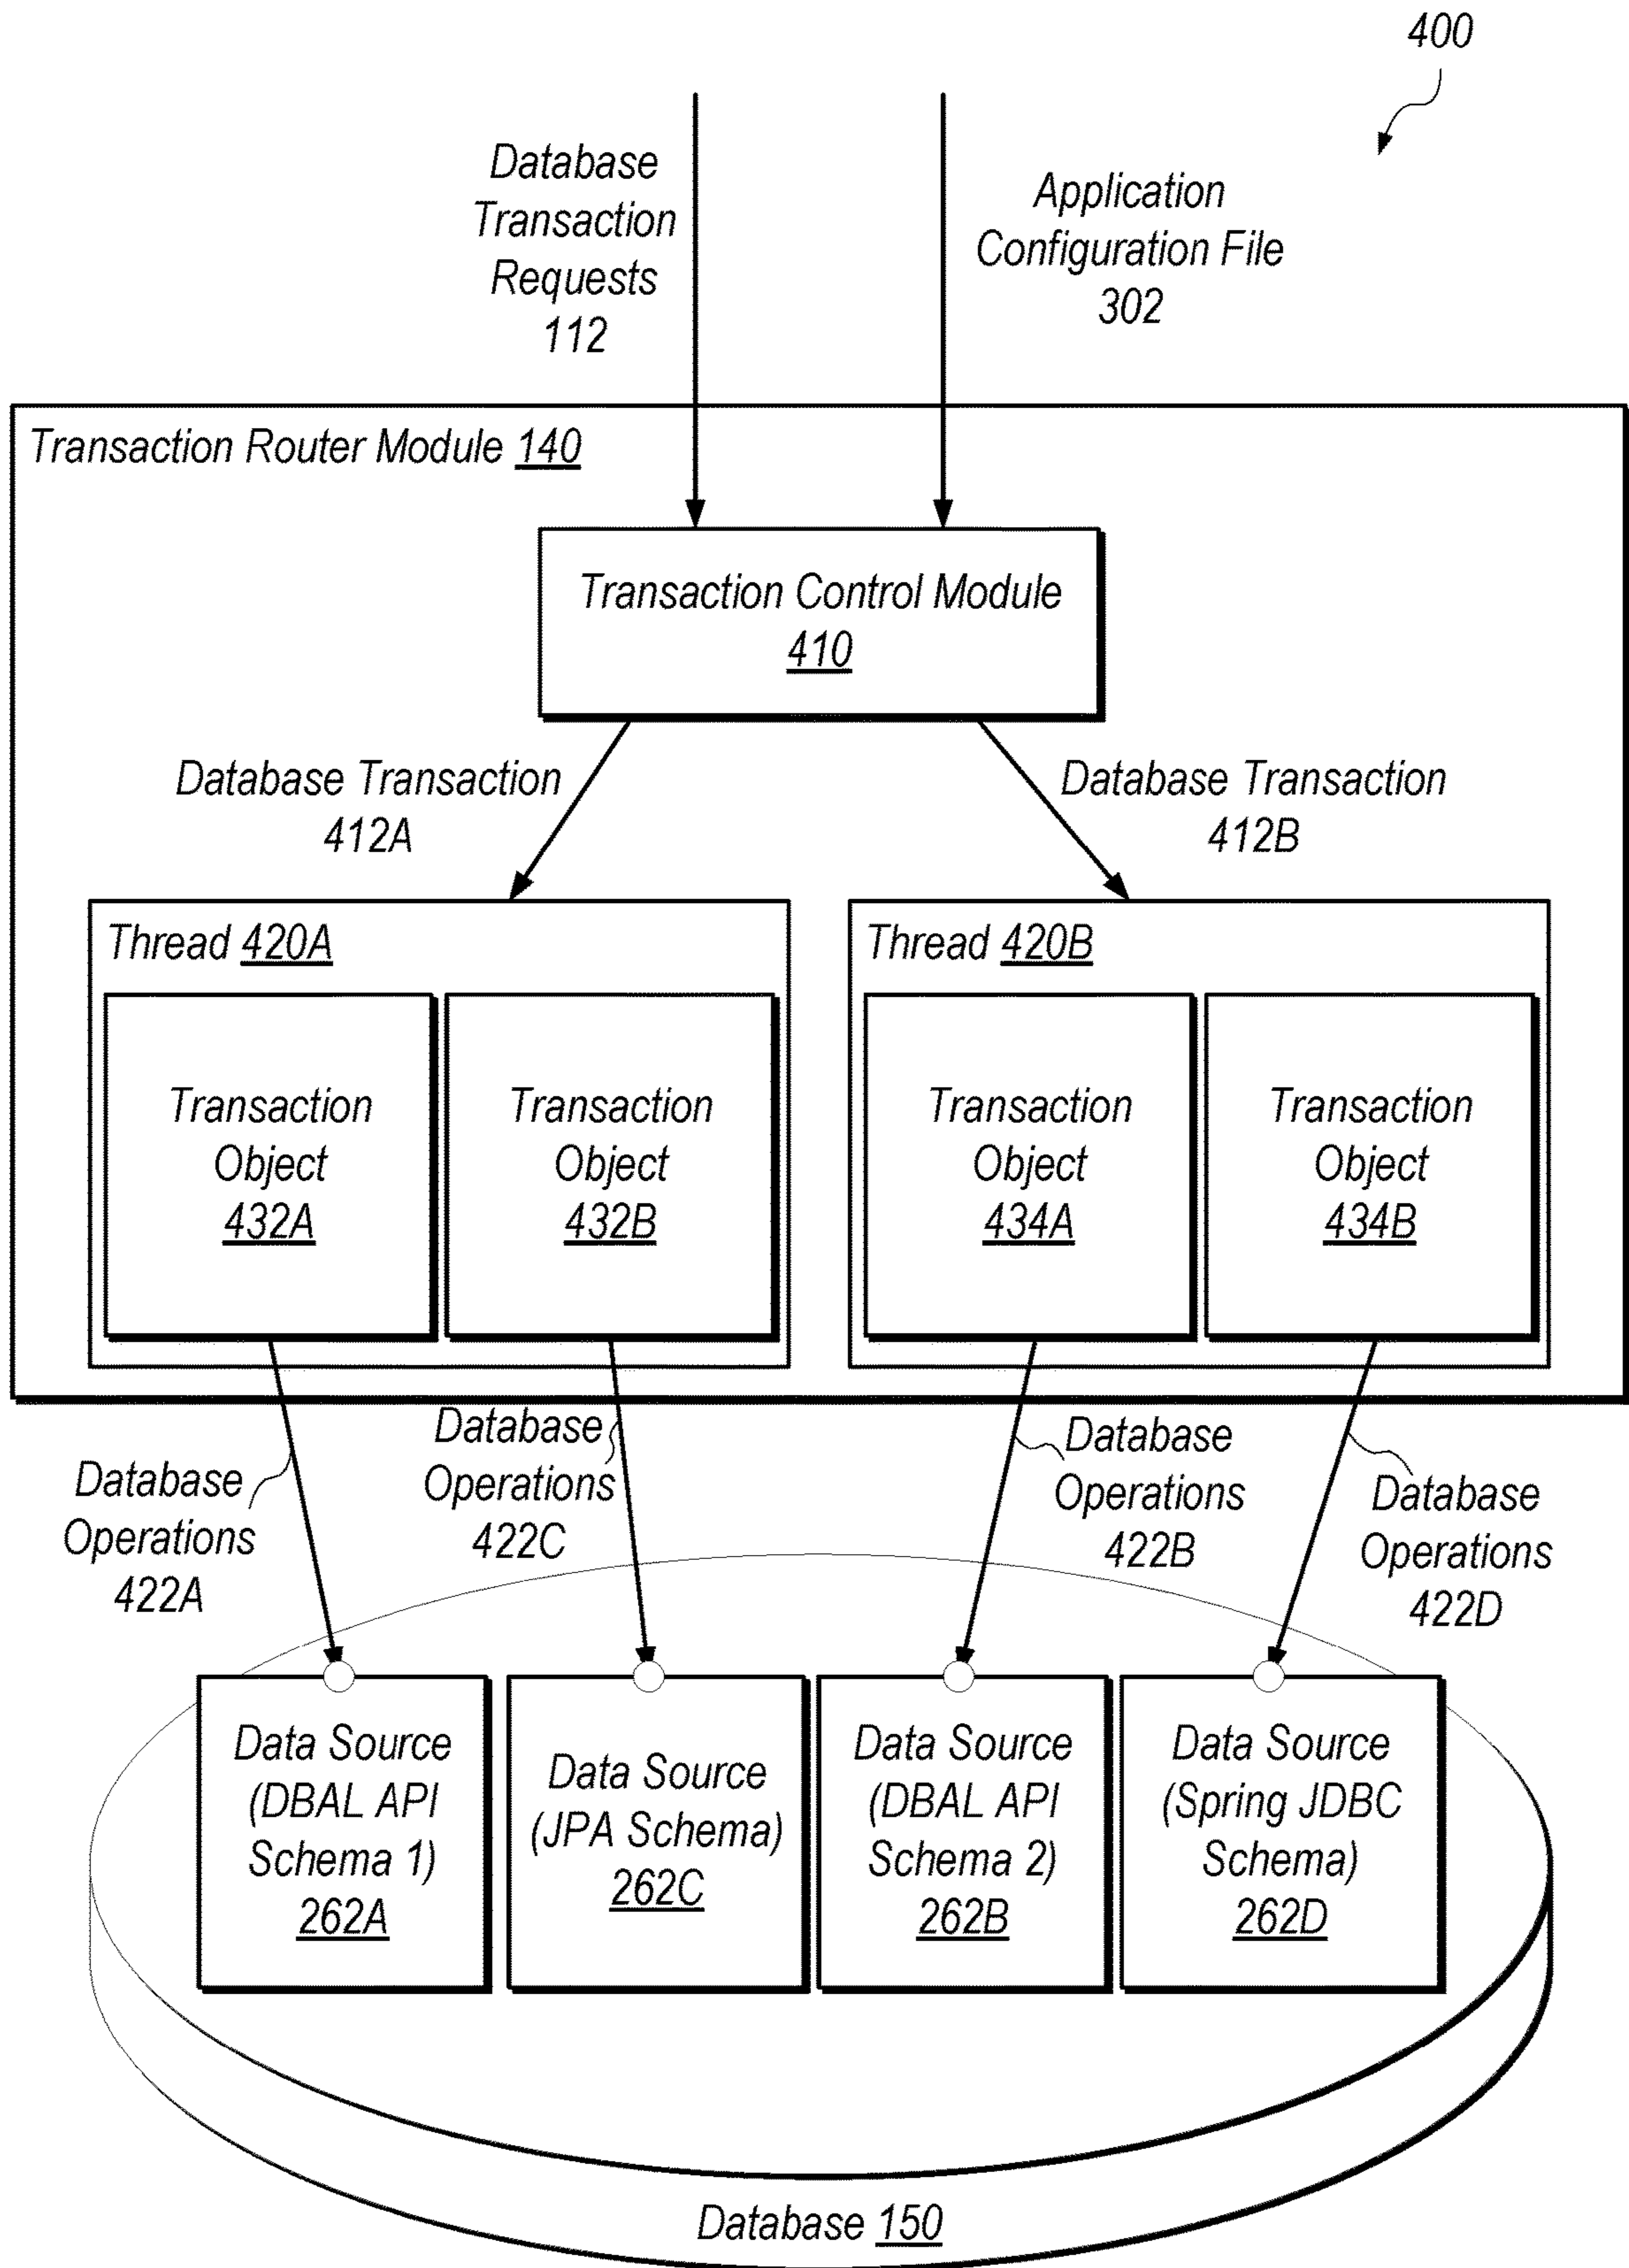 400
Database
Transaction
Requests
112
Application
Configuration File
302
Transaction Router Module 140
Transaction Control Module
410
Database Transaction
412A
Database Transaction
412B
Thread 420A
Transaction
Object
432A
Transaction
Object
432B
Thread 420B
Transaction
Object
434A
Transaction
Object
434B
Database
Operations
422A
Database
Operations
422C
Database
Operations
422B
Database
Operations
422D
Data Source
(DBAL API
Schema 1)
262A
Data Source
(JPA Schema)
262C
Data Source
(DBAL API
Schema 2)
262B
Data Source
(Spring JDBC
Schema)
262D
Database 150